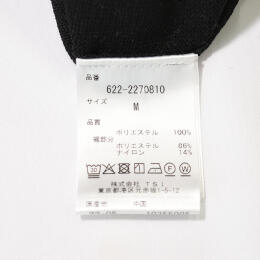 品番
622-2270810
サイズ
M
品質
ポリエステル 100%
裾部分
ポリエステル 86%
ナイロン 14%
株式会社 TSI
東京都港区元赤坂1-5-12
原産国 中国